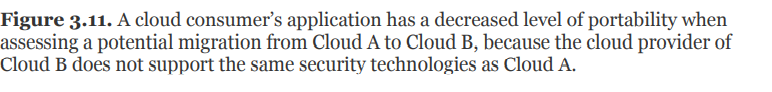 Figure 3.11. A cloud consumer’s application has a decreased level of portability when
assessing a potential migration from Cloud A to Cloud B, because the cloud provider of
Cloud B does not support the same security technologies as Cloud A.